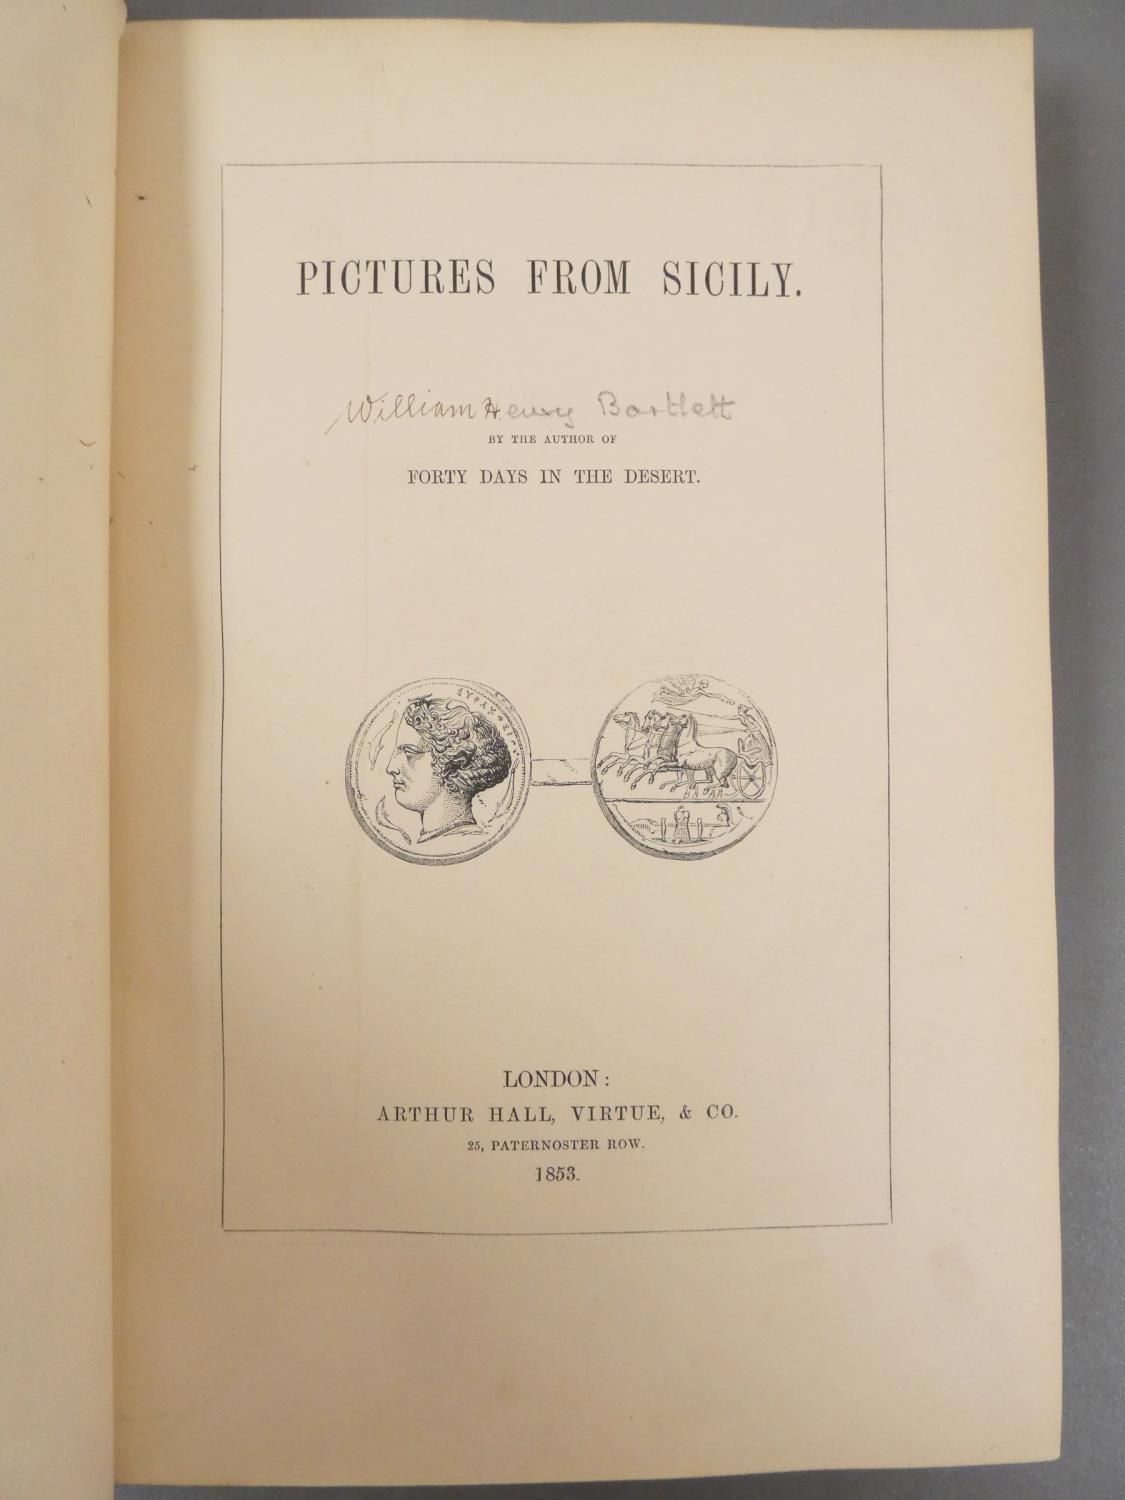 PICTURES FROM SICILY.
William Henry Bartlett
BY THE AUTHOR OF
FORTY DAYS IN THE DESERT.
LONDON:
ARTHUR HALL, VIRTUE, & CO.
25, PATERNOSTER ROW.
1853.